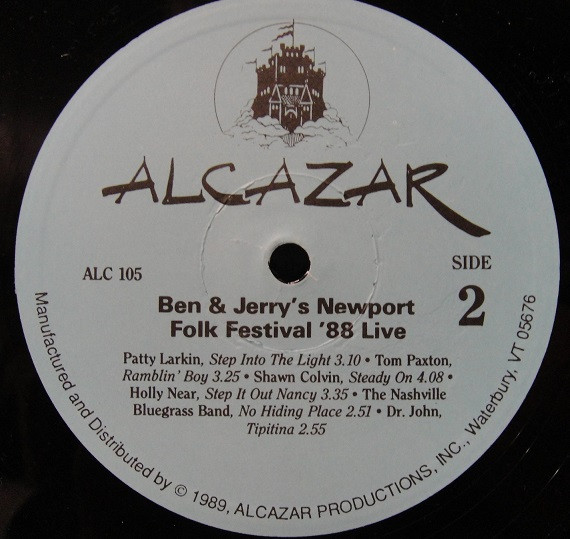 ALCAZAR
ALC 105
SIDE
2
Ben & Jerry's Newport
Folk Festival '88 Live
Patty Larkin, Step Into The Light 3.10 • Tom Paxton,
Ramblin' Boy 3.25 • Shawn Colvin, Steady On 4.08 •
Holly Near, Step It Out Nancy 3.35 • The Nashville
Bluegrass Band, No Hiding Place 2.51 • Dr. John,
Tipitina 2.55
Manufactured and Distributed by © 1989, ALCAZAR PRODUCTIONS, INC., Waterbury, VT 05676